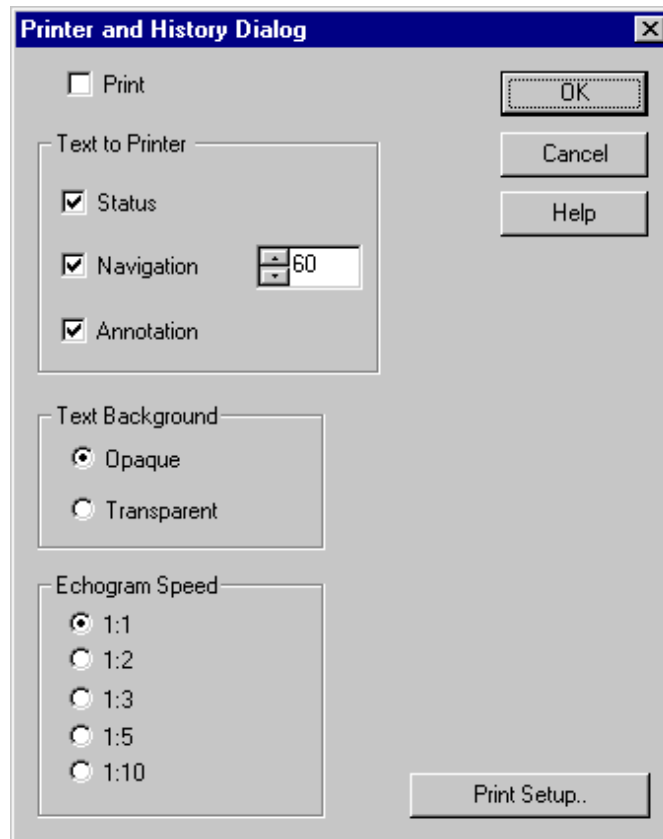 Printer and History Dialog
Print
OK
Text to Printer
Cancel
Status
Help
Navigation 60
Annotation
Text Background
Opaque
Transparent
Echogram Speed
1:1
1:2
1:3
1:5
1:10
Print Setup..